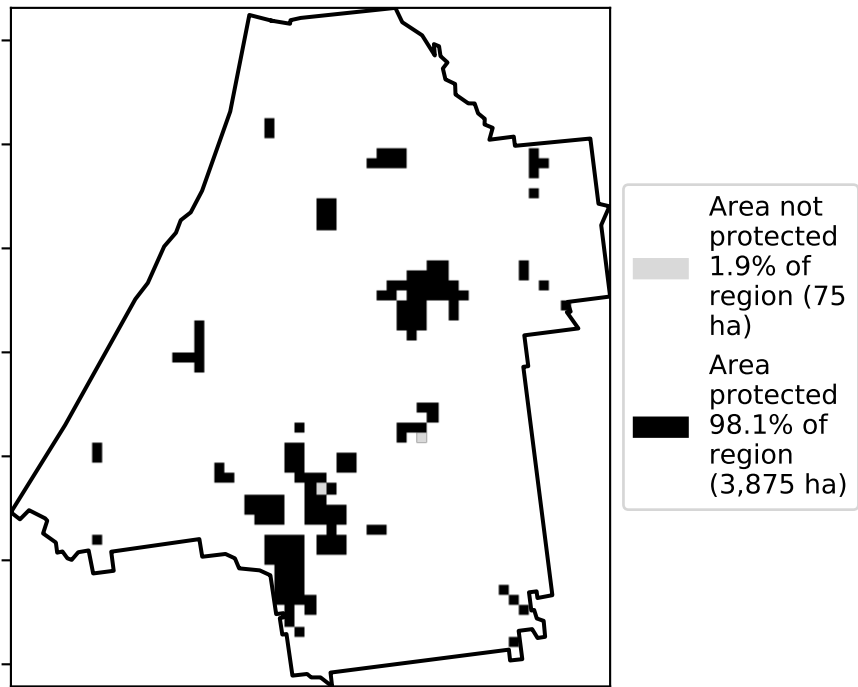 Area not
protected
1.9% of
region (75
ha)
Area
protected
98.1% of
region
(3,875 ha)